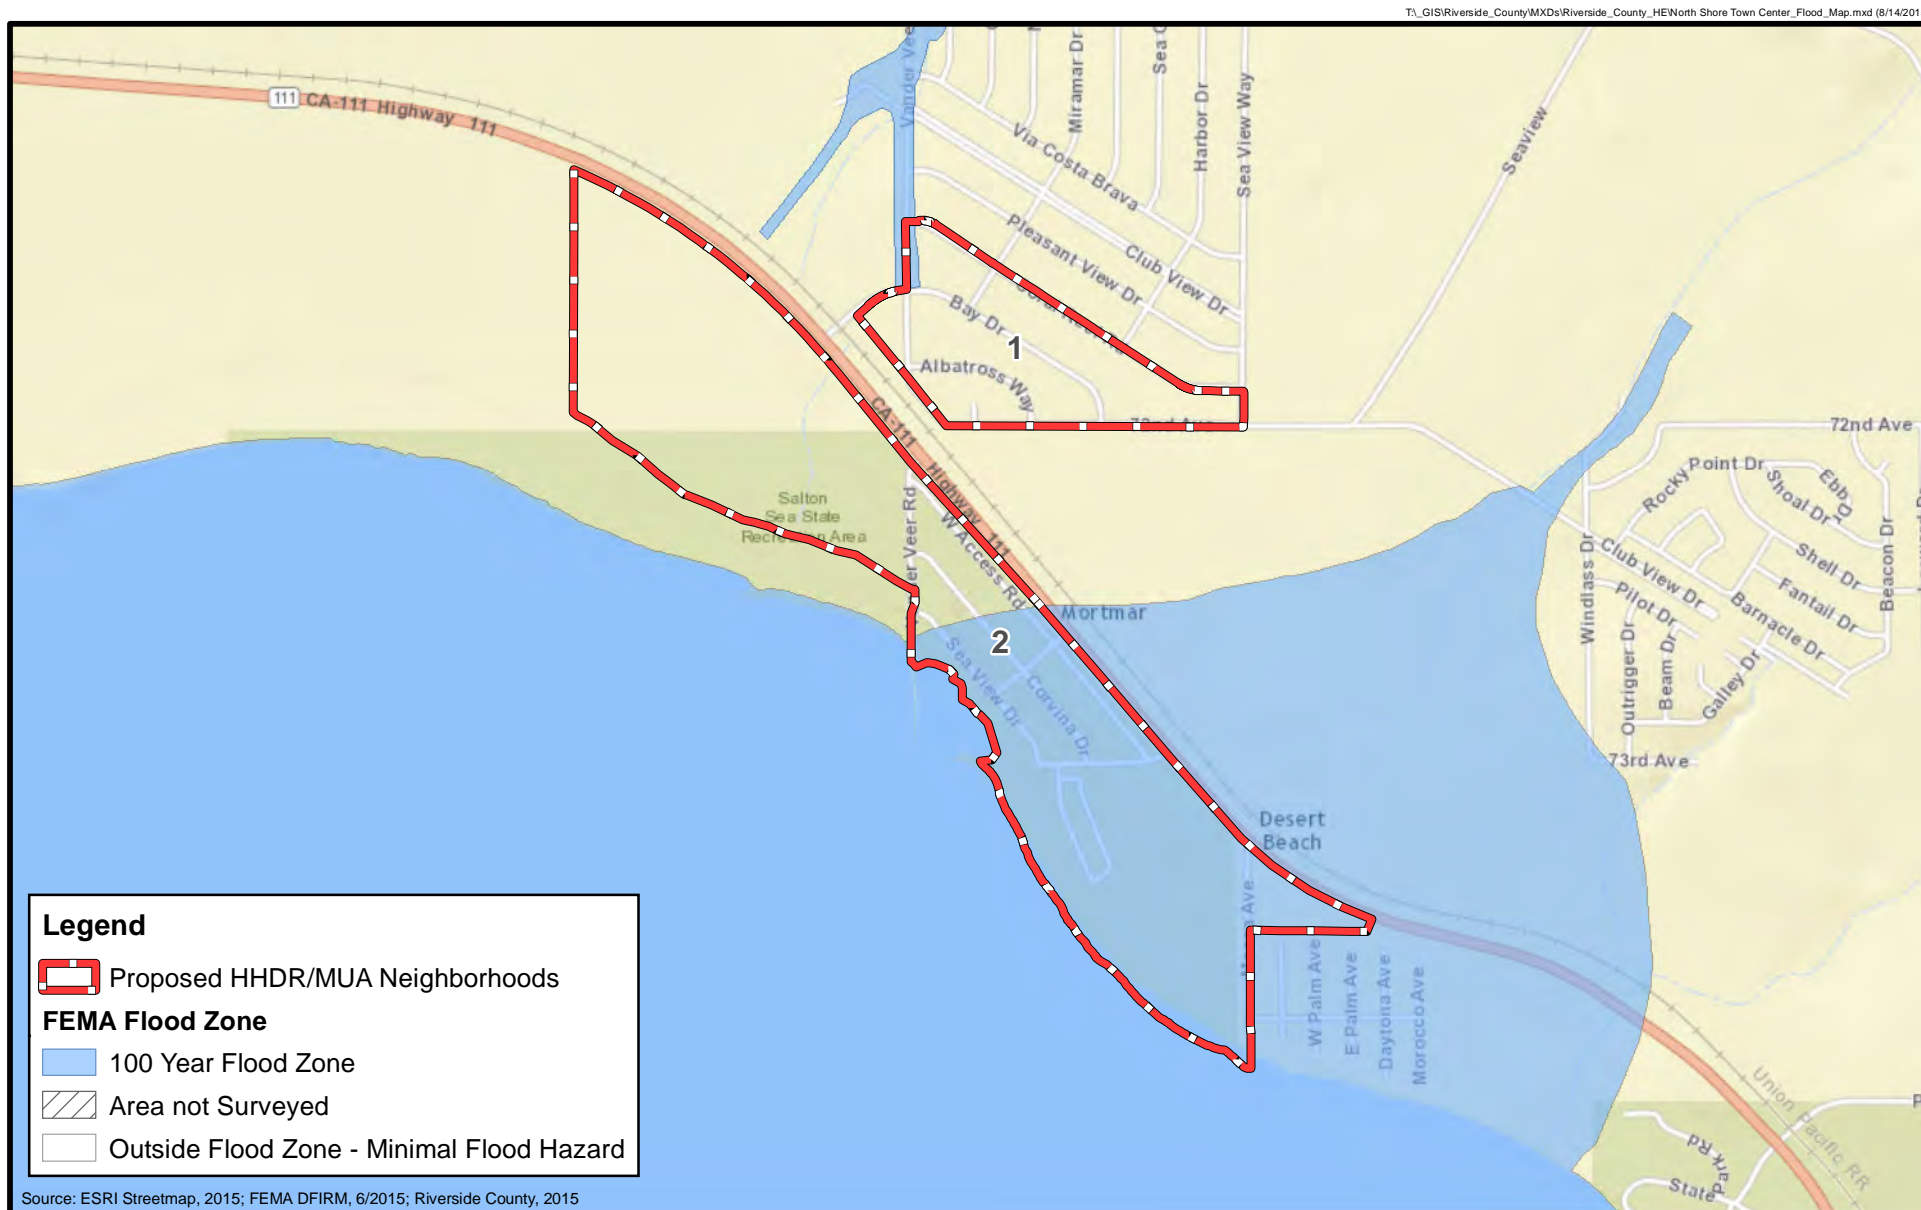 T:\_GIS\Riverside_County\MXDs\Riverside_County_HE\North Shore Town Center_Flood_Map.mxd (8/14/201
111
CA-111 Highway 111
Vander Vee
Miramar Dr
Sea
Harbor Dr
Sea View Way
Seaview
Via Costa Brava
Pleasant View Dr
Club View Dr
Bay Dr
1
Albatross Way
72nd Ave
72nd Ave
CA-111
Highway 111
W Access Rd
Veer Rd
Salton
Sea State
Recreation Area
Mortmar
2
Sea View Dr
Corvina Dr
Desert
Beach
W Palm Ave
E Palm Ave
Daytona Ave
Morocco Ave
Rocky
Point Dr
Shoal Dr
Ebb
Dr
Shell Dr
Fantail Dr
Beacon Dr
Barnacle Dr
Club View Dr
Pilot Dr
Windlass Dr
Outrigger Dr
Beam Dr
Galley Dr
73rd Ave
Union Pacific RR
Park Rd
State
Legend
Proposed HHDR/MUA Neighborhoods
FEMA Flood Zone
100 Year Flood Zone
Area not Surveyed
Outside Flood Zone - Minimal Flood Hazard
Source: ESRI Streetmap, 2015; FEMA DFIRM, 6/2015; Riverside County, 2015